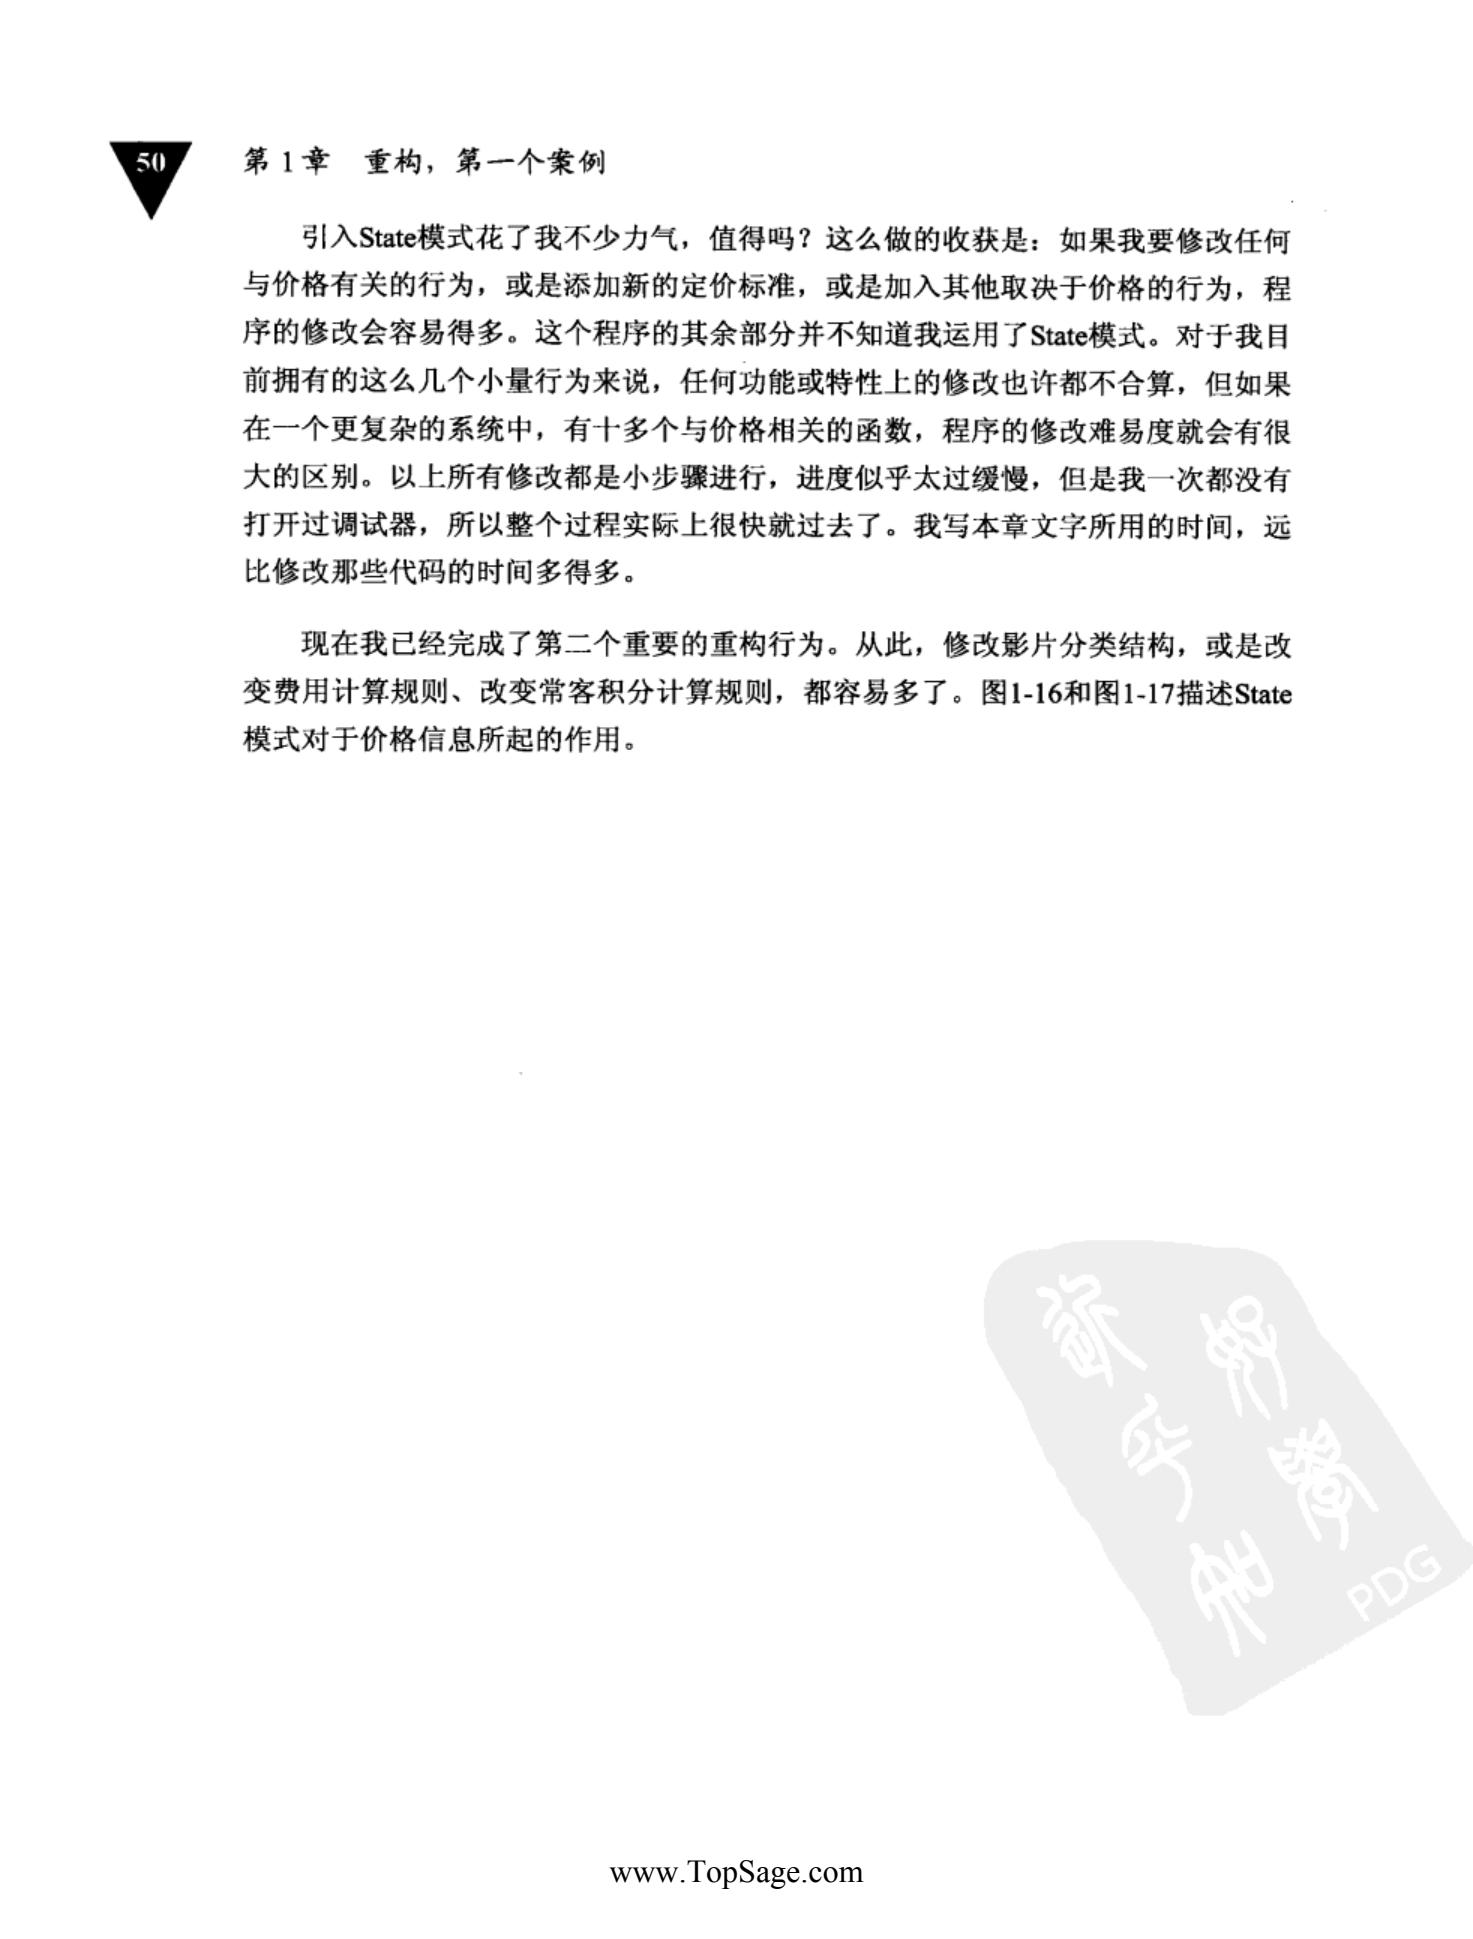 50
第 1 章 重构，第一个案例
引入State模式花了我不少力气，值得吗？这么做的收获是：如果我要修改任何
与价格有关的行为，或是添加新的定价标准，或是加入其他取决于价格的行为，程
序的修改会容易得多。这个程序的其余部分并不知道我运用了State模式。对于我目
前拥有的这么几个小量行为来说，任何功能或特性上的修改也许都不合算，但如果
在一个更复杂的系统中，有十多个与价格相关的函数，程序的修改难易度就会有很
大的区别。以上所有修改都是小步骤进行，进度似乎太过缓慢，但是我一次都没有
打开过调试器，所以整个过程实际上很快就过去了。我写本章文字所用的时间，远
比修改那些代码的时间多得多。
现在我已经完成了第二个重要的重构行为。从此，修改影片分类结构，或是改
变费用计算规则、改变常客积分计算规则，都容易多了。图1-16和图1-17描述State
模式对于价格信息所起的作用。
PDG
www.TopSage.com